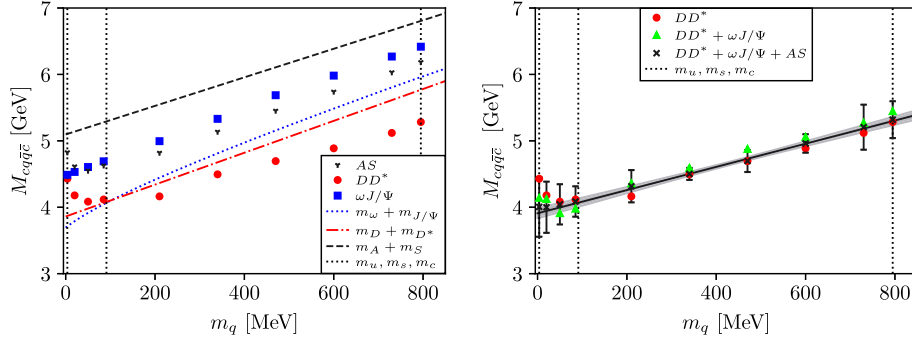 7
6
5
4
3
M_{cq\bar{q}\bar{c}} [GeV]
0
200
400
600
800
m_q [MeV]
AS
DD*
ωJ/Ψ
m_ω + m_{J/Ψ}
m_D + m_{D*}
m_A + m_S
m_u, m_s, m_c
7
6
5
4
3
M_{cq\bar{q}\bar{c}} [GeV]
0
200
400
600
800
m_q [MeV]
DD*
DD* + ωJ/Ψ
DD* + ωJ/Ψ + AS
m_u, m_s, m_c